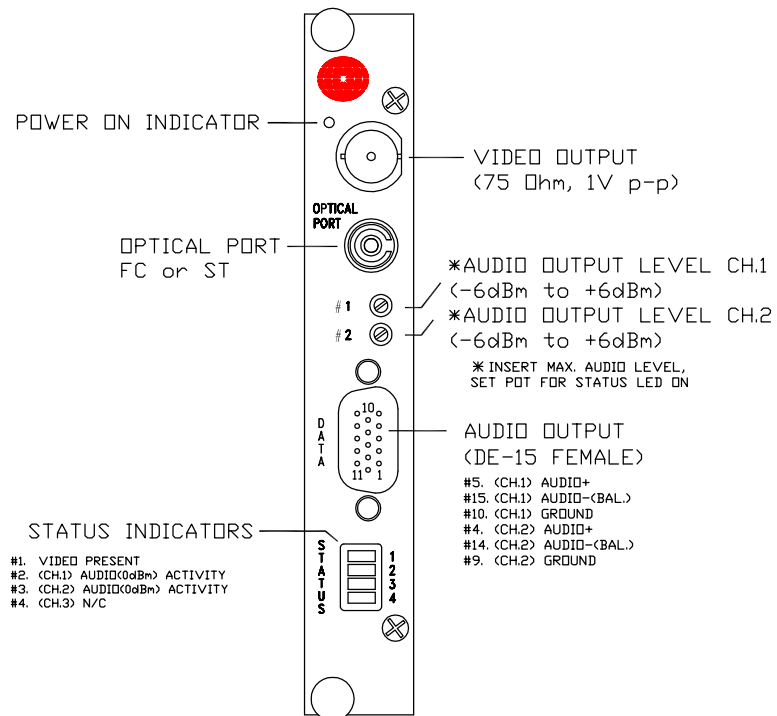 POWER ON INDICATOR
VIDEO OUTPUT
(75 Ohm, 1V p-p)
OPTICAL
PORT
OPTICAL PORT
FC or ST
*AUDIO OUTPUT LEVEL CH.1
(-6dBm to +6dBm)
#1
*AUDIO OUTPUT LEVEL CH.2
(-6dBm to +6dBm)
#2
* INSERT MAX. AUDIO LEVEL,
SET POT FOR STATUS LED ON
DATA
10
11 1
AUDIO OUTPUT
(DE-15 FEMALE)
#5. (CH.1) AUDIO+
#15. (CH.1) AUDIO-(BAL.)
#10. (CH.1) GROUND
#4. (CH.2) AUDIO+
#14. (CH.2) AUDIO-(BAL.)
#9. (CH.2) GROUND
STATUS INDICATORS
#1. VIDEO PRESENT
#2. (CH.1) AUDIO(0dBm) ACTIVITY
#3. (CH.2) AUDIO(0dBm) ACTIVITY
#4. (CH.3) N/C
STATUS
1
2
3
4